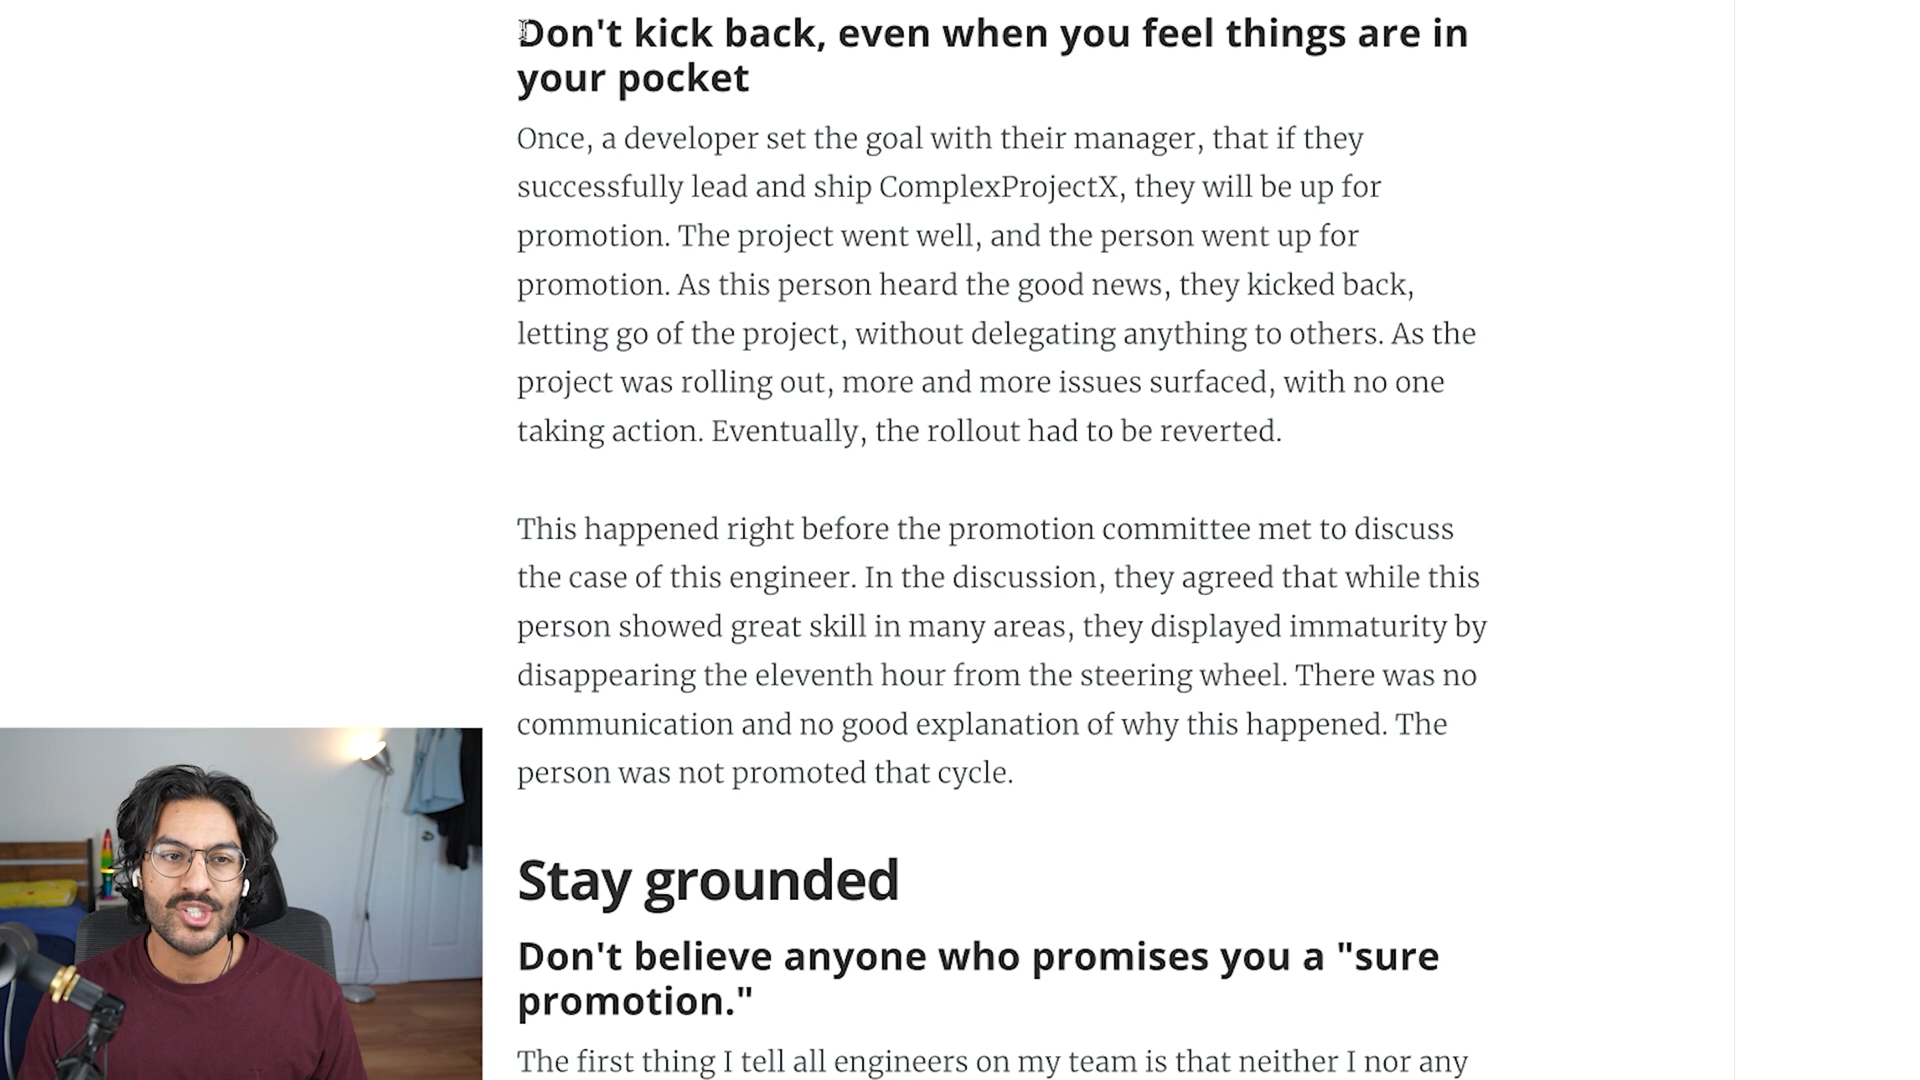 Don't kick back, even when you feel things are in
your pocket
Once, a developer set the goal with their manager, that if they
successfully lead and ship ComplexProjectX, they will be up for
promotion. The project went well, and the person went up for
promotion. As this person heard the good news, they kicked back,
letting go of the project, without delegating anything to others. As the
project was rolling out, more and more issues surfaced, with no one
taking action. Eventually, the rollout had to be reverted.
This happened right before the promotion committee met to discuss
the case of this engineer. In the discussion, they agreed that while this
person showed great skill in many areas, they displayed immaturity by
disappearing the eleventh hour from the steering wheel. There was no
communication and no good explanation of why this happened. The
person was not promoted that cycle.
Stay grounded
Don't believe anyone who promises you a "sure
promotion."
The first thing I tell all engineers on my team is that neither I nor any